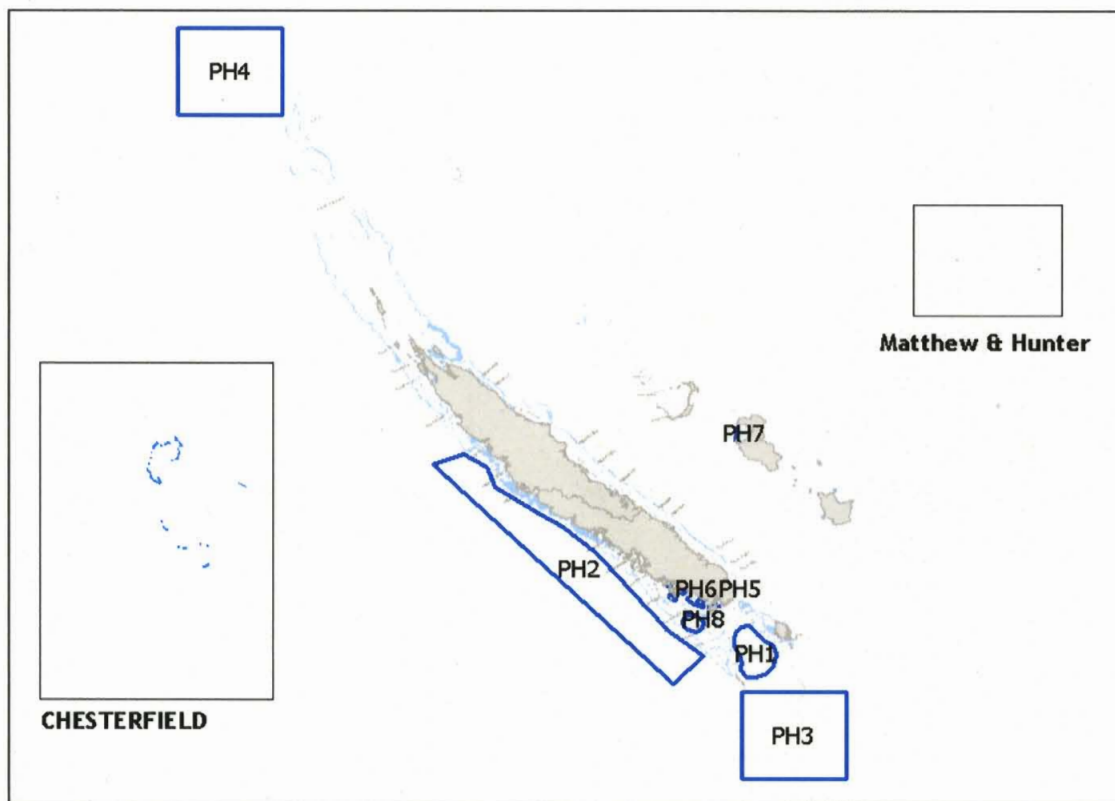 PH4
Matthew & Hunter
PH7
PH2
PH6PH5
PH8
PH1
CHESTERFIELD
PH3